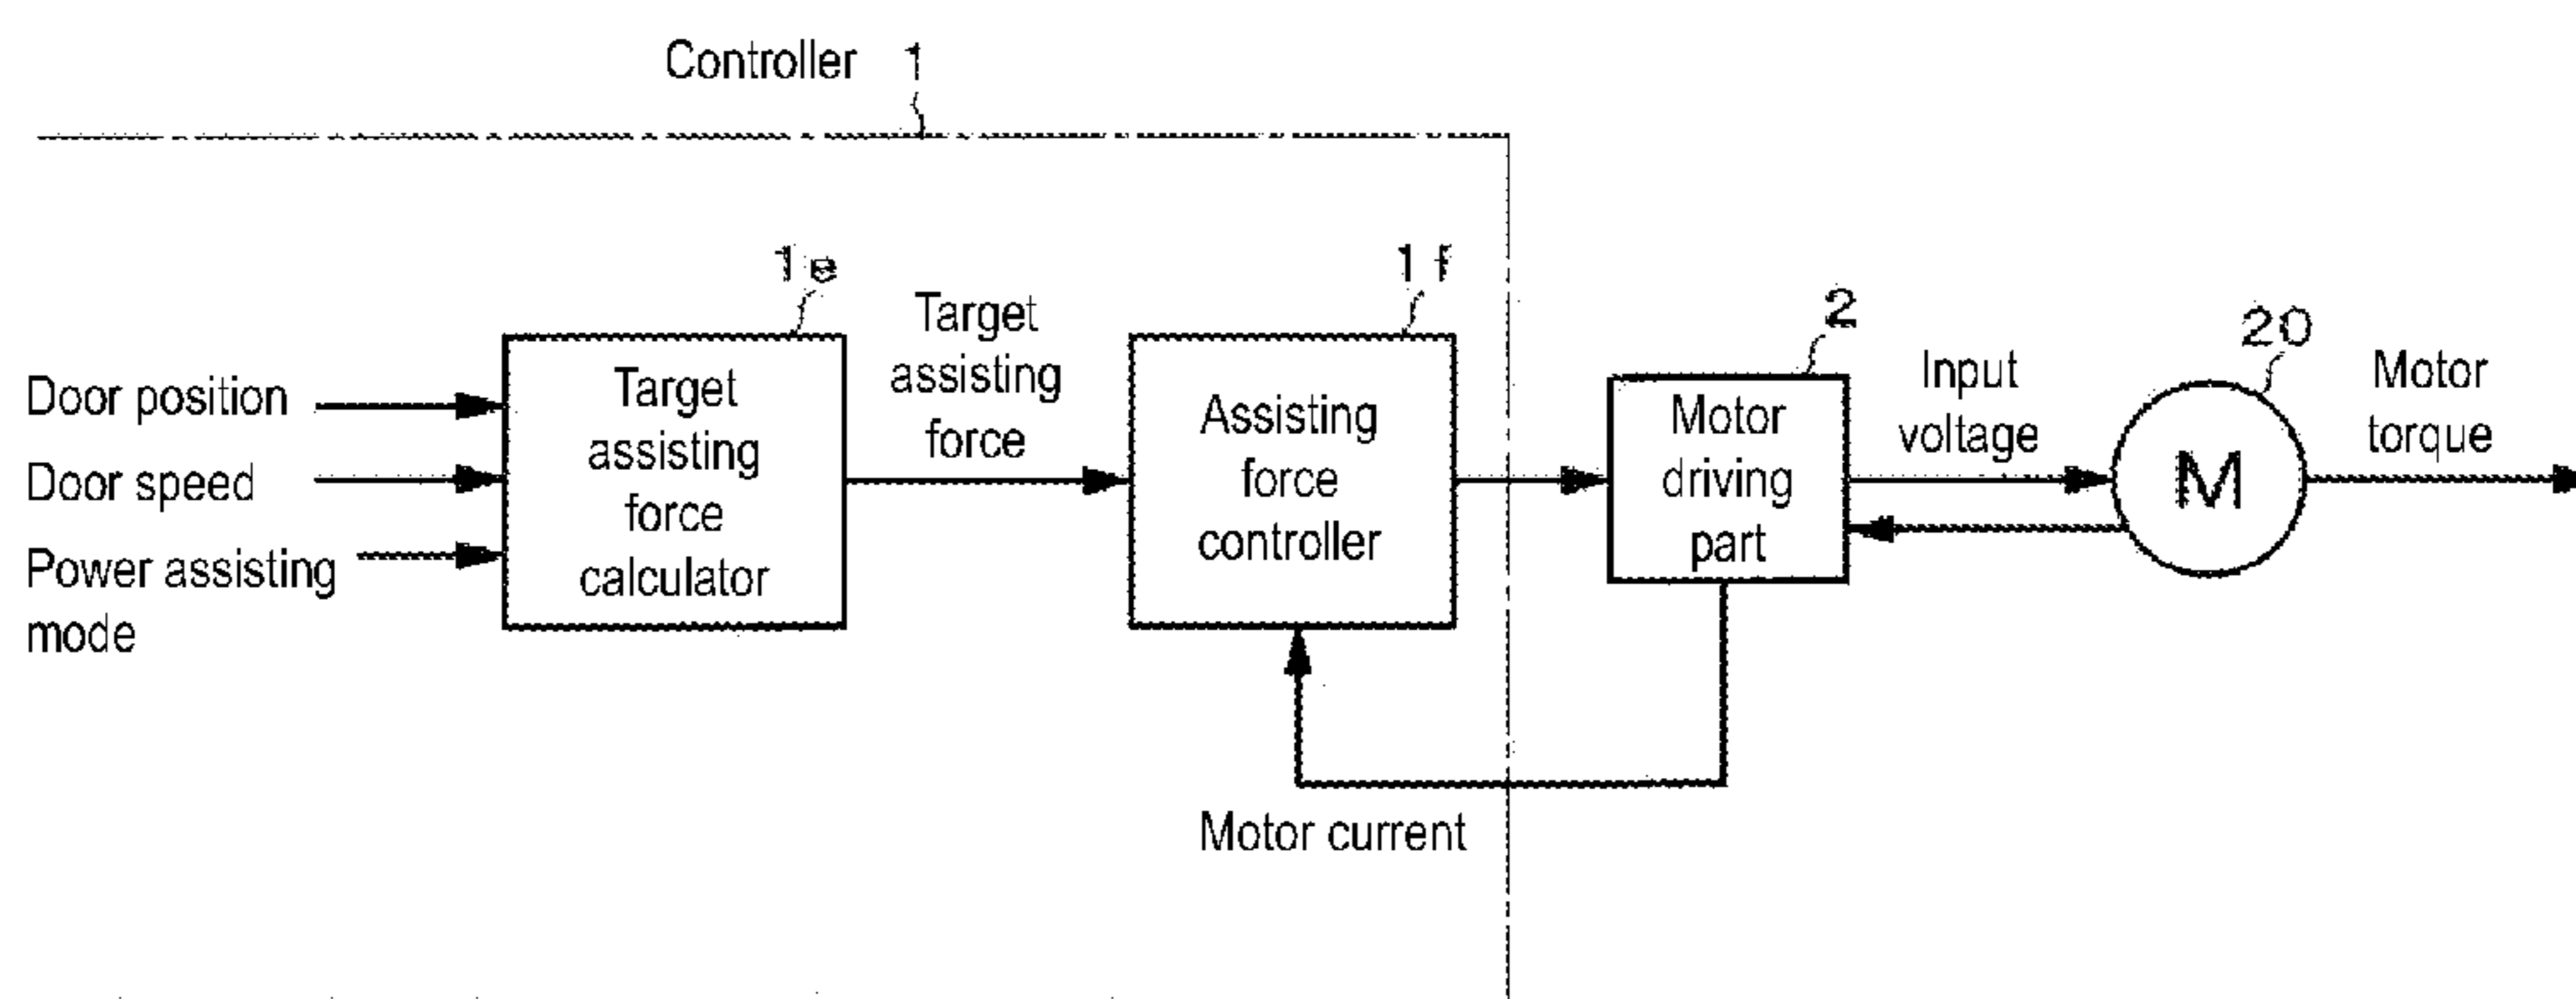 Controller 1
1e
1f
2
20
Door position
Door speed
Power assisting
mode
Target
assisting
force
calculator
Target
assisting
force
Assisting
force
controller
Motor
driving
part
Input
voltage
M
Motor
torque
Motor current